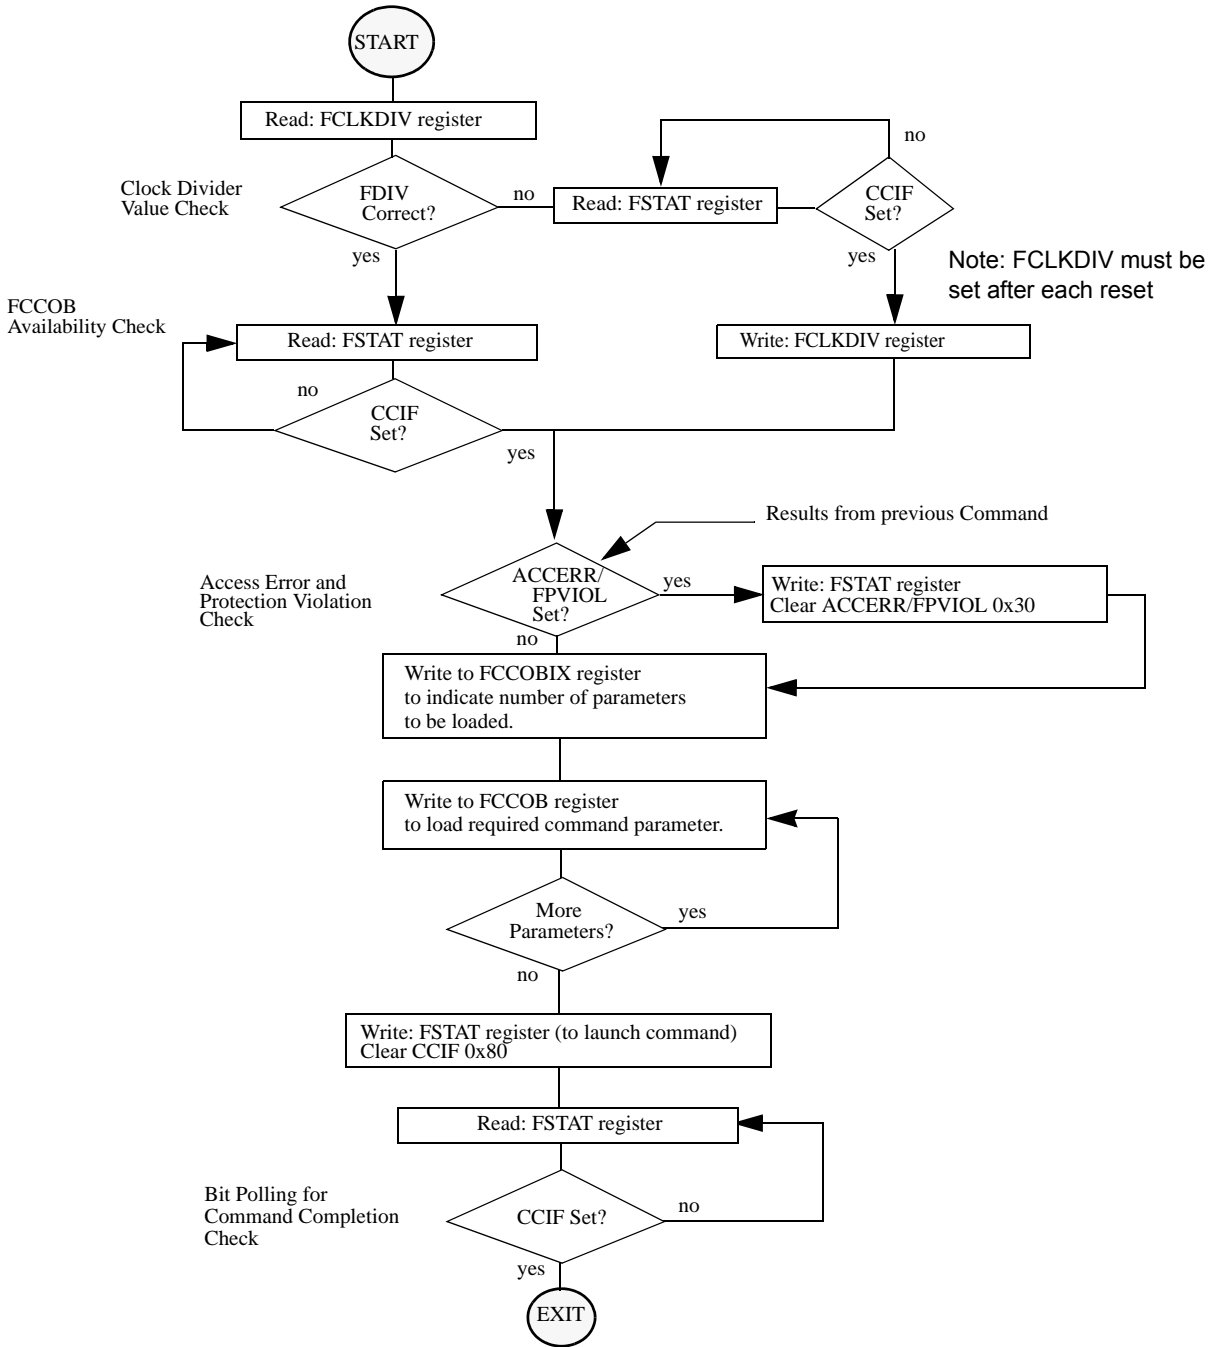 START
Read: FCLKDIV register
Clock Divider
Value Check
FDIV
Correct?
no
Read: FSTAT register
CCIF
Set?
no
yes
yes
Note: FCLKDIV must be
set after each reset
FCCOB
Availability Check
Read: FSTAT register
Write: FCLKDIV register
no
CCIF
Set?
yes
Results from previous Command
Access Error and
Protection Violation
Check
ACCERR/
FPVIOL
Set?
yes
Write: FSTAT register
Clear ACCERR/FPVIOL 0x30
no
Write to FCCOBIX register
to indicate number of parameters
to be loaded.
Write to FCCOB register
to load required command parameter.
More
Parameters?
yes
no
Write: FSTAT register (to launch command)
Clear CCIF 0x80
Read: FSTAT register
Bit Polling for
Command Completion
Check
CCIF Set?
no
yes
EXIT